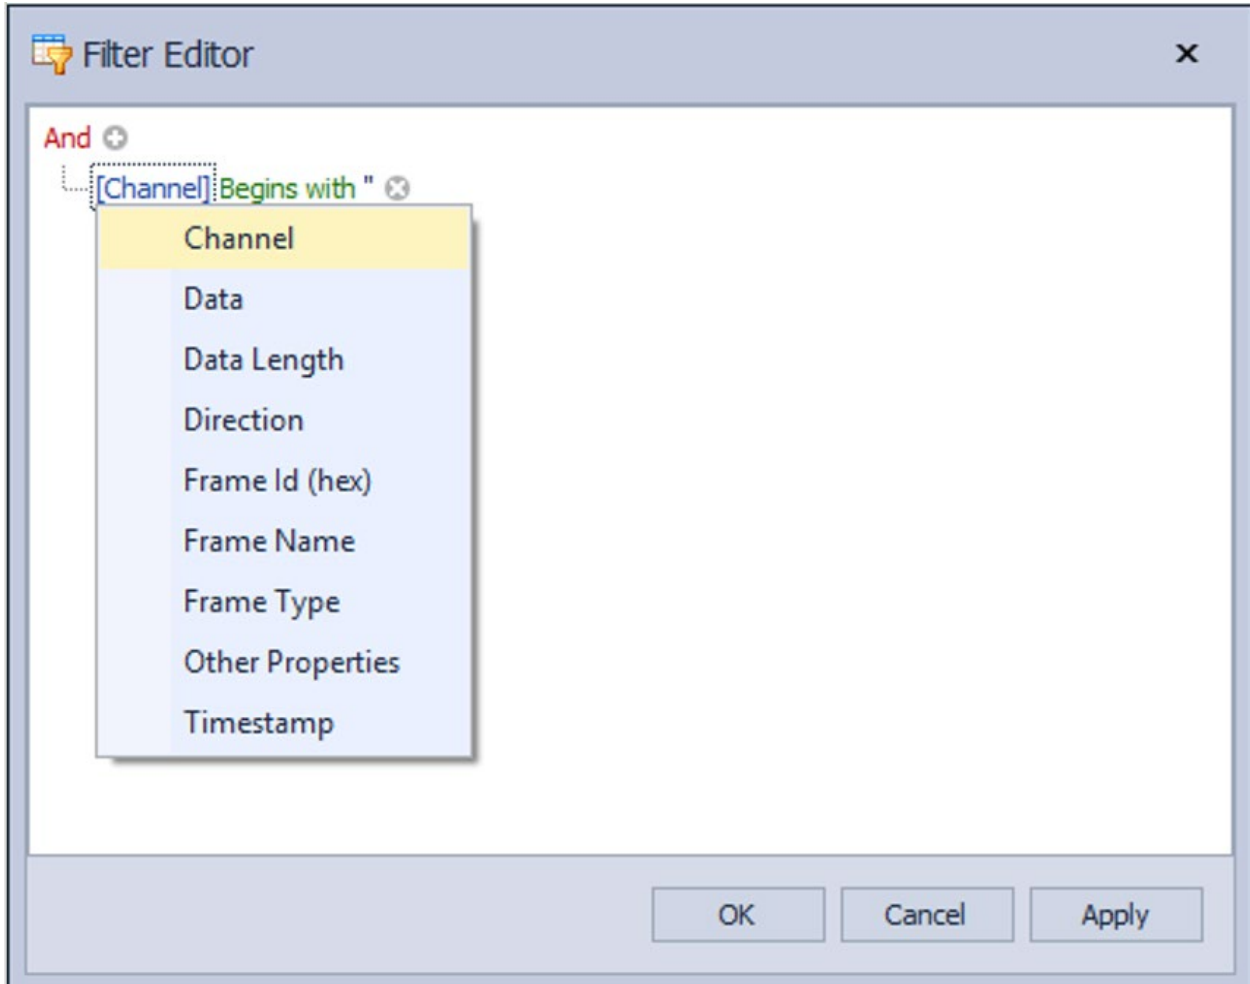 Filter Editor
And
[Channel] Begins with ''
Channel
Data
Data Length
Direction
Frame Id (hex)
Frame Name
Frame Type
Other Properties
Timestamp
OK Cancel Apply